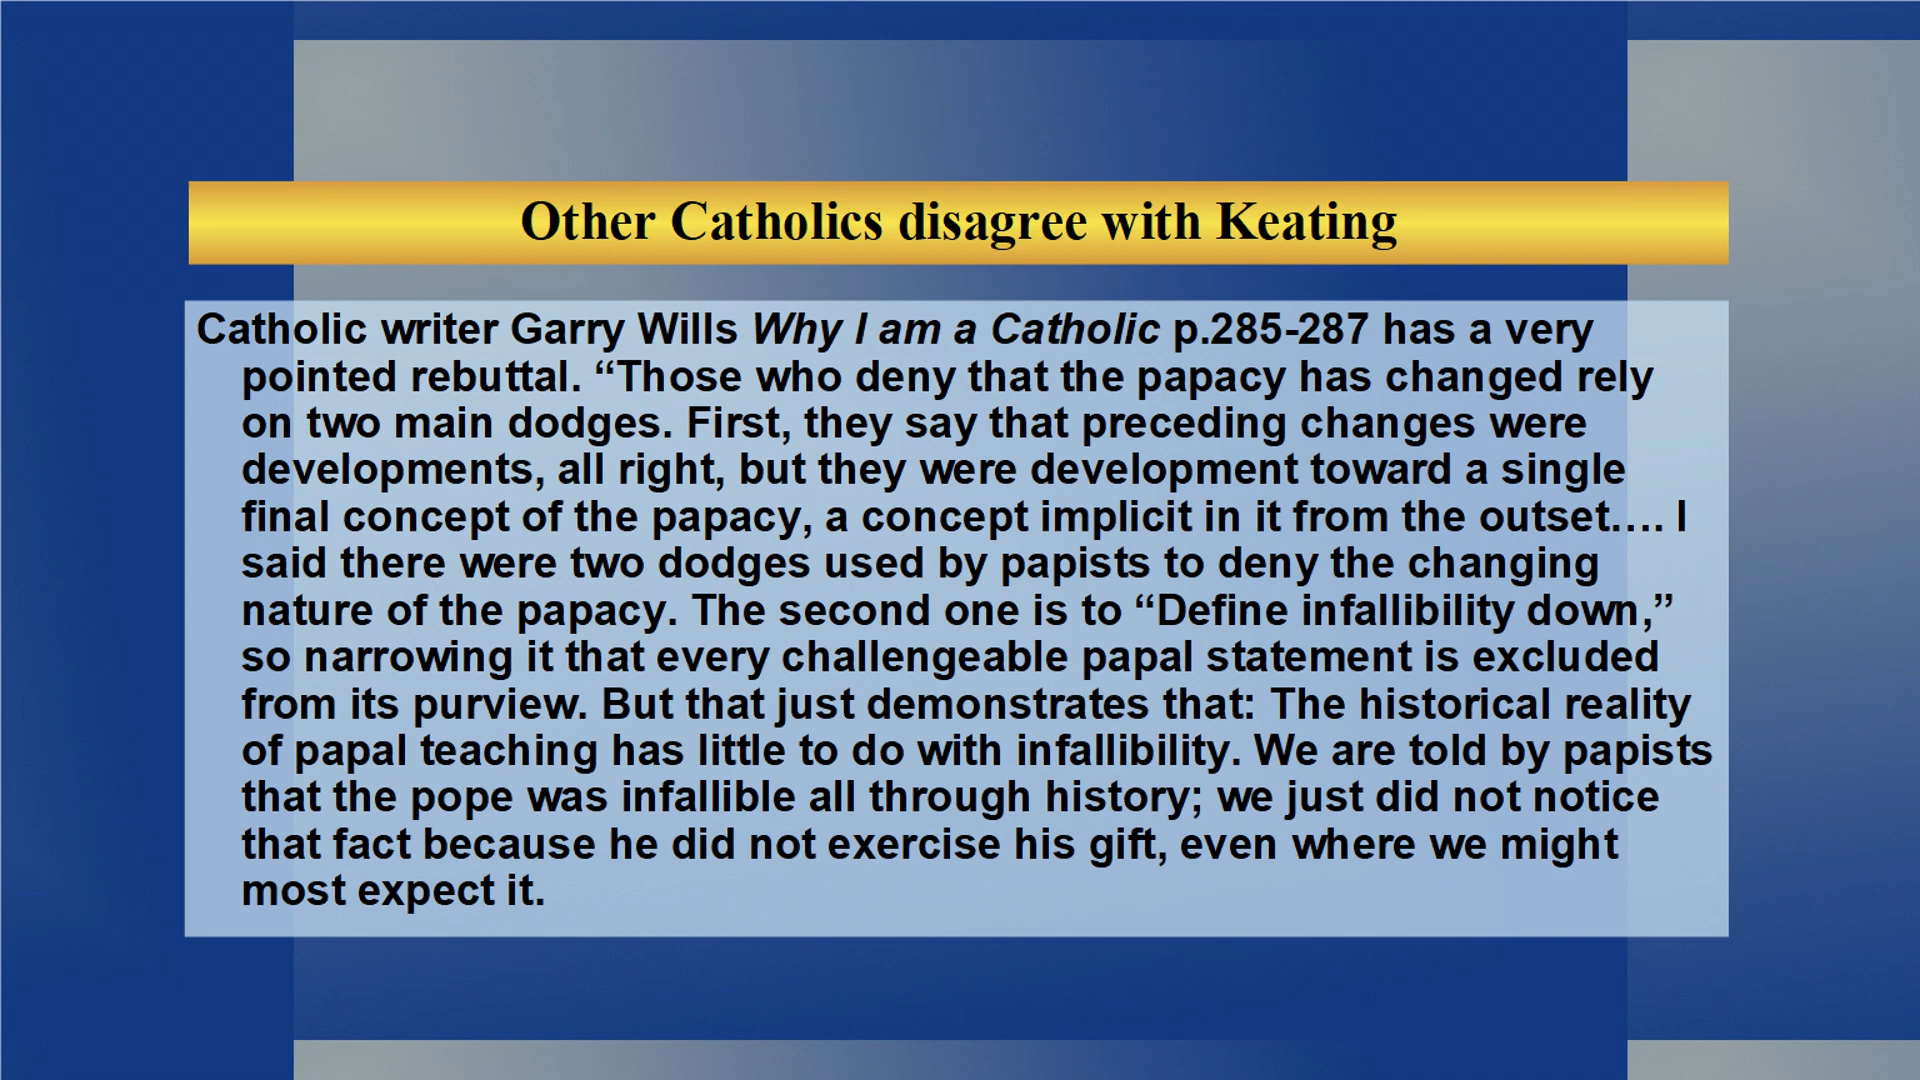 Other Catholics disagree with Keating
Catholic writer Garry Wills Why I am a Catholic p.285-287 has a very
pointed rebuttal. “Those who deny that the papacy has changed rely
on two main dodges. First, they say that preceding changes were
developments, all right, but they were development toward a single
final concept of the papacy, a concept implicit in it from the outset…. I
said there were two dodges used by papists to deny the changing
nature of the papacy. The second one is to “Define infallibility down,”
so narrowing it that every challengeable papal statement is excluded
from its purview. But that just demonstrates that: The historical reality
of papal teaching has little to do with infallibility. We are told by papists
that the pope was infallible all through history; we just did not notice
that fact because he did not exercise his gift, even where we might
most expect it.